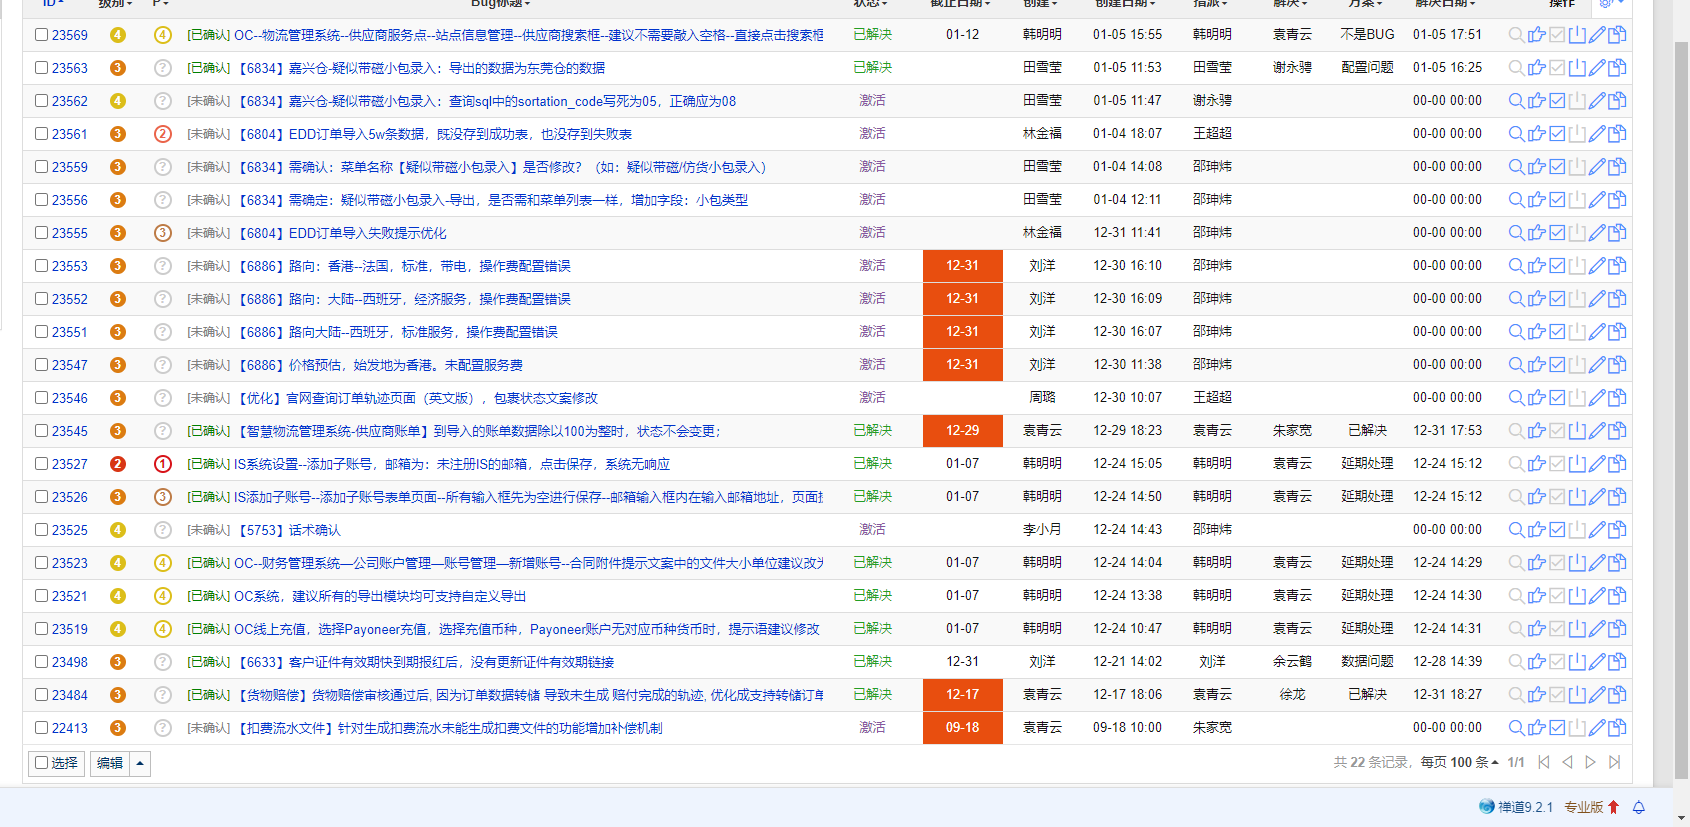 ID 级别 P Bug标题 状态 截止日期 创建 创建日期 指派 解决 方案 解决日期 操作
23569 4 4 [已确认] OC--物流管理系统--供应商服务点--站点信息管理--供应商搜索框--建议不需要敲入空格--直接点击搜索框 已解决 01-12 韩明明 01-05 15:55 韩明明 袁青云 不是BUG 01-05 17:51
23563 3 ? [已确认] 【6834】嘉兴仓-疑似带磁小包录入：导出的数据为东莞仓的数据 已解决 田雪莹 01-05 11:53 田雪莹 谢永骋 配置问题 01-05 16:25
23562 4 ? [未确认] 【6834】嘉兴仓-疑似带磁小包录入：查询sql中的sortation_code写死为05，正确应为08 激活 田雪莹 01-05 11:47 谢永骋 00-00 00:00
23561 3 2 [未确认] 【6804】EDD订单导入5w条数据，既没存到成功表，也没存到失败表 激活 林金福 01-04 18:07 王超超 00-00 00:00
23559 3 ? [未确认] 【6834】需确认：菜单名称【疑似带磁小包录入】是否修改？（如：疑似带磁/仿货小包录入） 激活 田雪莹 01-04 14:08 邵珅炜 00-00 00:00
23556 3 ? [未确认] 【6834】需确定：疑似带磁小包录入-导出，是否需和菜单列表一样，增加字段：小包类型 激活 田雪莹 01-04 12:11 邵珅炜 00-00 00:00
23555 3 3 [未确认] 【6804】EDD订单导入失败提示优化 激活 林金福 12-31 11:41 邵珅炜 00-00 00:00
23553 3 ? [未确认] 【6886】路向：香港--法国，标准，带电，操作费配置错误 激活 12-31 刘洋 12-30 16:10 邵珅炜 00-00 00:00
23552 3 ? [未确认] 【6886】路向：大陆--西班牙，经济服务，操作费配置错误 激活 12-31 刘洋 12-30 16:09 邵珅炜 00-00 00:00
23551 3 ? [未确认] 【6886】路向大陆--西班牙，标准服务，操作费配置错误 激活 12-31 刘洋 12-30 16:07 邵珅炜 00-00 00:00
23547 3 ? [未确认] 【6886】价格预估，始发地为香港。未配置服务费 激活 12-31 刘洋 12-30 11:38 邵珅炜 00-00 00:00
23546 3 ? [未确认] 【优化】官网查询订单轨迹页面（英文版），包裹状态文案修改 激活 周璐 12-30 10:07 王超超 00-00 00:00
23545 3 ? [已确认] 【智慧物流管理系统-供应商账单】到导入的账单数据除以100为整时，状态不会变更； 已解决 12-29 袁青云 12-29 18:23 袁青云 朱家宽 已解决 12-31 17:53
23527 2 1 [已确认] IS系统设置--添加子账号，邮箱为：未注册IS的邮箱，点击保存，系统无响应 已解决 01-07 韩明明 12-24 15:05 韩明明 袁青云 延期处理 12-24 15:12
23526 3 3 [已确认] IS添加子账号--添加子账号表单页面--所有输入框先为空进行保存--邮箱输入框内在输入邮箱地址，页面 已解决 01-07 韩明明 12-24 14:50 韩明明 袁青云 延期处理 12-24 15:12
23525 4 ? [未确认] 【5753】话术确认 激活 李小月 12-24 14:43 邵珅炜 00-00 00:00
23523 4 4 [已确认] OC--财务管理系统—公司账户管理—账号管理—新增账号--合同附件提示文案中的文件大小单位建议改为 已解决 01-07 韩明明 12-24 14:04 韩明明 袁青云 延期处理 12-24 14:29
23521 4 4 [已确认] OC系统，建议所有的导出模块均可支持自定义导出 已解决 01-07 韩明明 12-24 13:38 韩明明 袁青云 延期处理 12-24 14:30
23519 4 4 [已确认] OC线上充值，选择Payoneer充值，选择充值币种，Payoneer账户无对应币种货币时，提示语建议修改 已解决 01-07 韩明明 12-24 10:47 韩明明 袁青云 延期处理 12-24 14:31
23498 3 ? [已确认] 【6633】客户证件有效期快到期报红后，没有更新证件有效期链接 已解决 12-31 刘洋 12-21 14:02 刘洋 余云鹤 数据问题 12-28 14:39
23484 3 ? [已确认] 【货物赔偿】货物赔偿审核通过后, 因为订单数据转储 导致未生成 赔付完成的轨迹, 优化成支持转储订单 已解决 12-17 袁青云 12-17 18:06 袁青云 徐龙 已解决 12-31 18:27
22413 3 ? [未确认] 【扣费流水文件】针对生成扣费流水未能生成扣费文件的功能增加补偿机制 激活 09-18 袁青云 09-18 10:00 朱家宽 00-00 00:00
选择 编辑 共 22 条记录，每页 100 条 1/1
禅道9.2.1 专业版